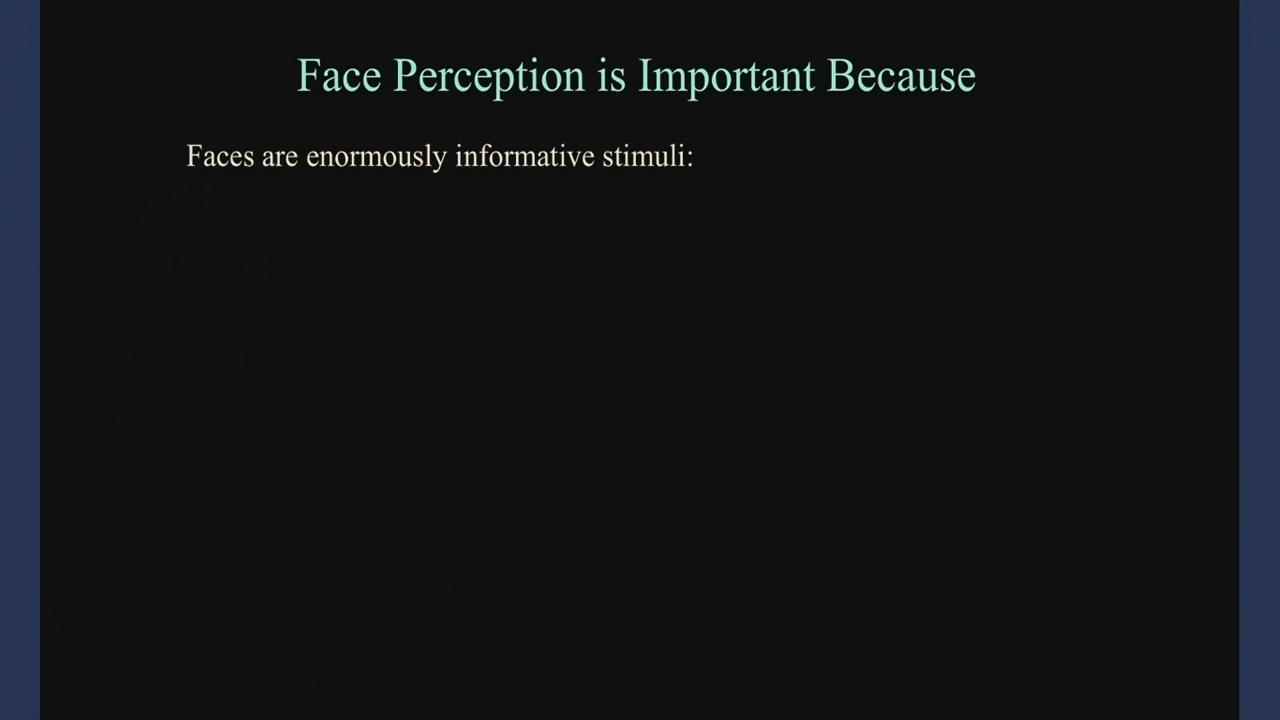 Face Perception is Important Because
Faces are enormously informative stimuli: